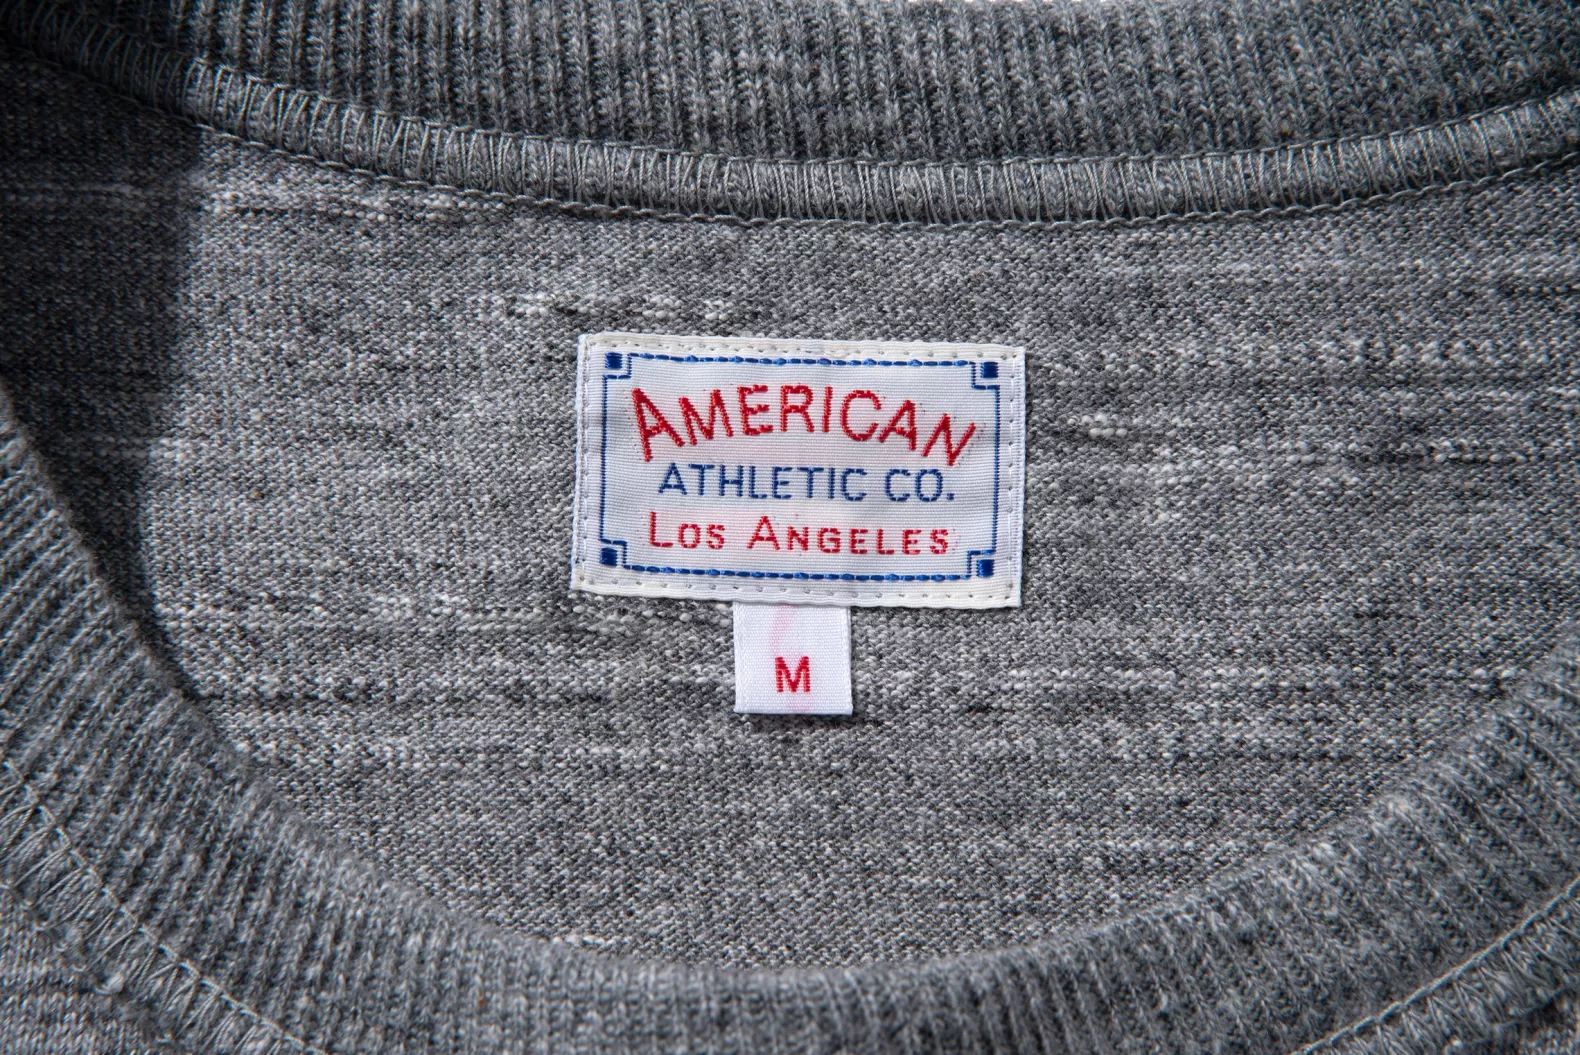 AMERICAN
ATHLETIC CO.
LOS ANGELES
M